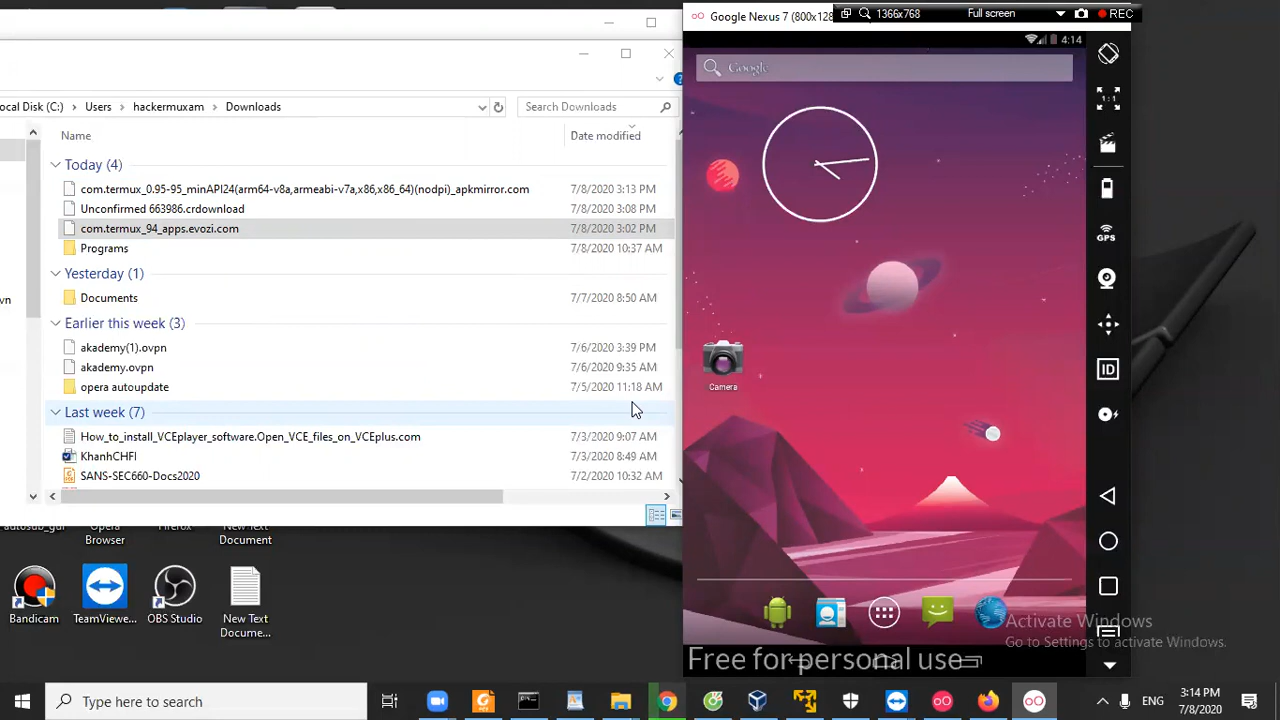 Google Nexus 7 (800x128
1366x768
Full screen
REC
4:14
Google
1:1
GPS
ID
Camera
Free for personal use
ocal Disk (C:) Users hackermuxam Downloads
Search Downloads
Name
Date modified
Today (4)
com.termux_0.95-95_minAPI24(arm64-v8a,armeabi-v7a,x86,x86_64)(nodpi)_apkmirror.com 7/8/2020 3:13 PM
Unconfirmed 663986.crdownload 7/8/2020 3:08 PM
com.termux_94_apps.evozi.com 7/8/2020 3:02 PM
Programs 7/8/2020 10:37 AM
Yesterday (1)
Documents 7/7/2020 8:50 AM
Earlier this week (3)
akademy(1).ovpn 7/6/2020 3:39 PM
akademy.ovpn 7/6/2020 9:35 AM
opera autoupdate 7/5/2020 11:18 AM
Last week (7)
How_to_install_VCEplayer_software.Open_VCE_files_on_VCEplus.com 7/3/2020 9:07 AM
KhanhCHFI 7/3/2020 8:49 AM
SANS-SEC660-Docs2020 7/2/2020 10:32 AM
vn
autosub_gui
Opera
Browser
Firefox
New Text
Document
Bandicam
TeamViewe...
OBS Studio
New Text
Docume...
Activate Windows
Go to Settings to activate Windows.
Type here to search
ENG
3:14 PM
7/8/2020